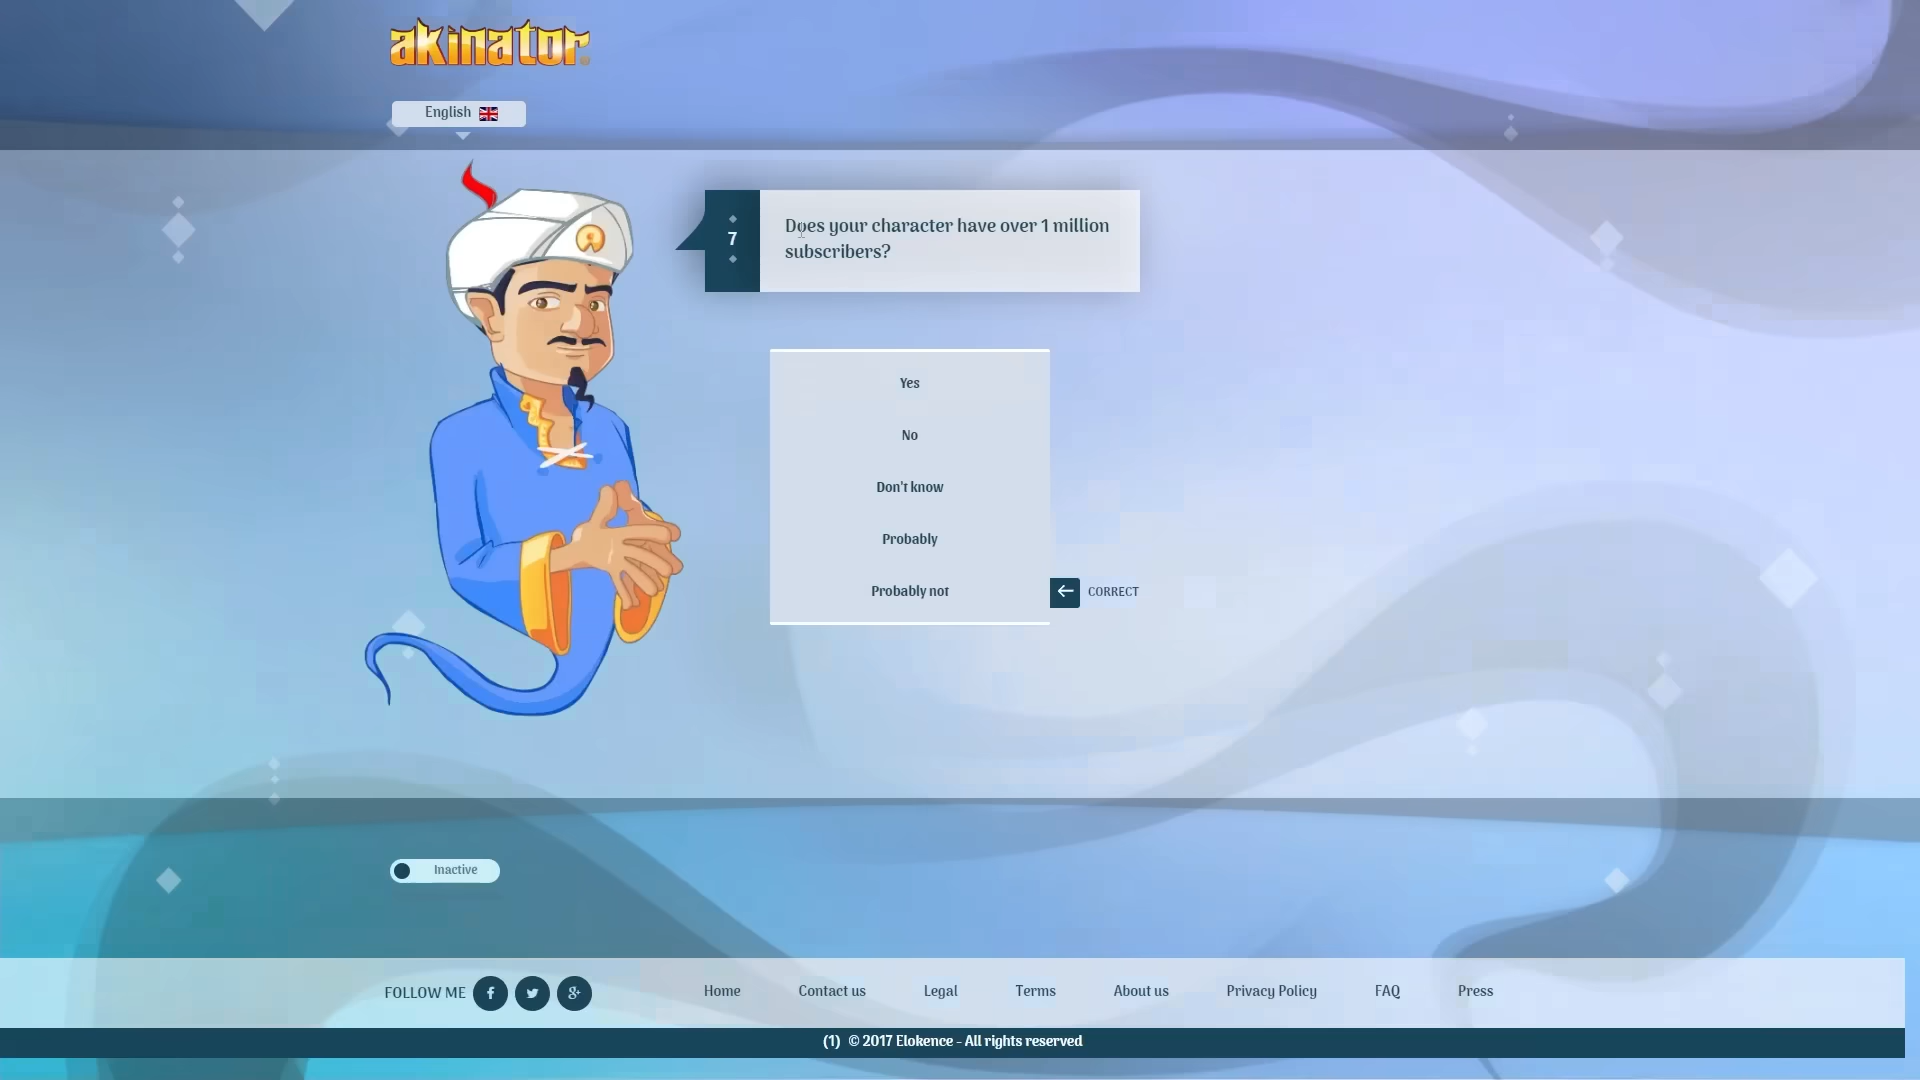 akinator
English
7
Does your character have over 1 million
subscribers?
Yes
No
Don't know
Probably
Probably not
CORRECT
Inactive
FOLLOW ME
Home
Contact us
Legal
Terms
About us
Privacy Policy
FAQ
Press
(1) © 2017 Elokence - All rights reserved